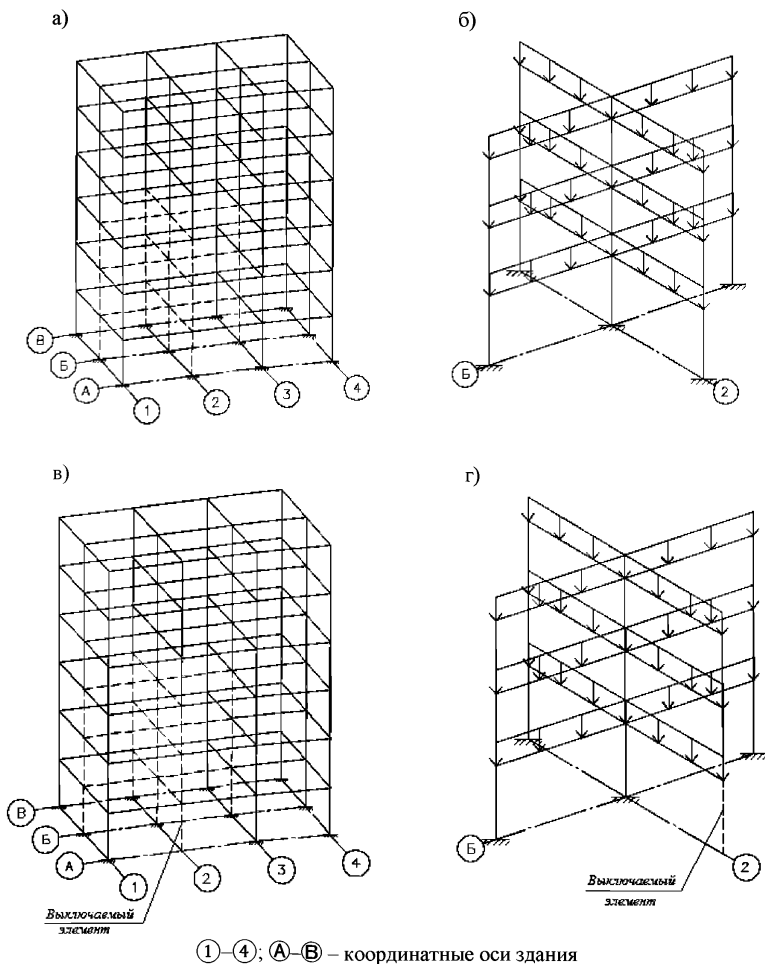 а)
б)
В
Б
А
1
2
3
4
Б
2
в)
г)
В
Б
А
1
2
3
4
Выключаемый
элемент
Б
2
Выключаемый
элемент
1–4; А–В – координатные оси здания